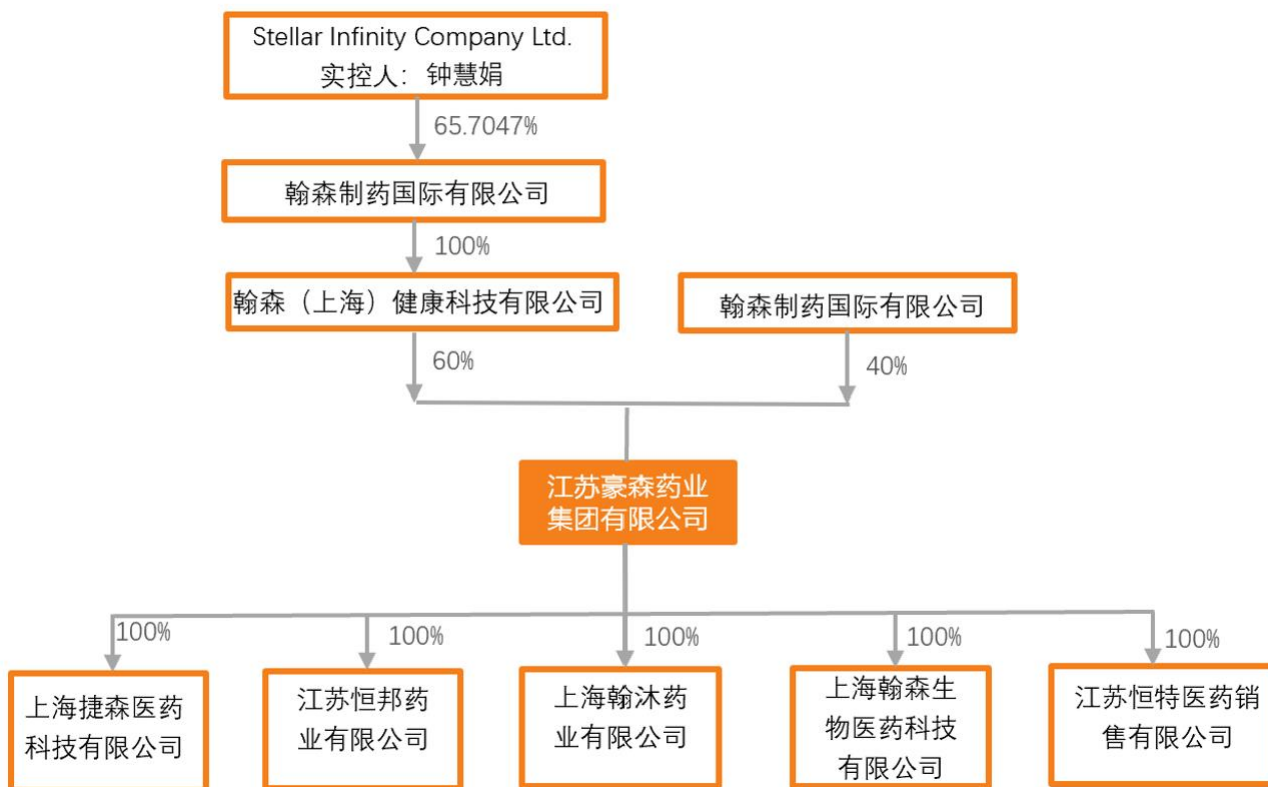 Stellar Infinity Company Ltd.
实控人：钟慧娟
65.7047%
翰森制药国际有限公司
100%
翰森（上海）健康科技有限公司
翰森制药国际有限公司
60%
40%
江苏豪森药业
集团有限公司
100%
100%
100%
100%
100%
上海捷森医药
科技有限公司
江苏恒邦药
业有限公司
上海翰沐药
业有限公司
上海翰森生
物医药科技
有限公司
江苏恒特医药销
售有限公司